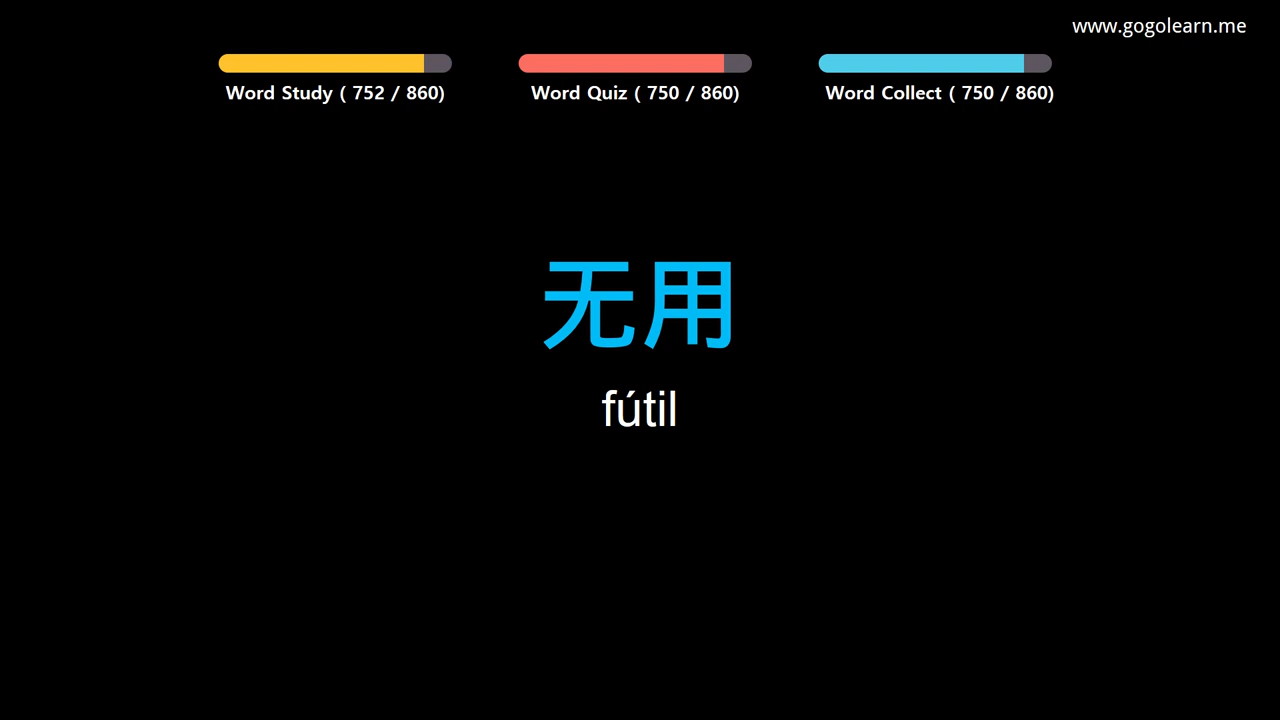 www.gogolearn.me
Word Study ( 752 / 860)
Word Quiz ( 750 / 860)
Word Collect ( 750 / 860)
无用
fútil